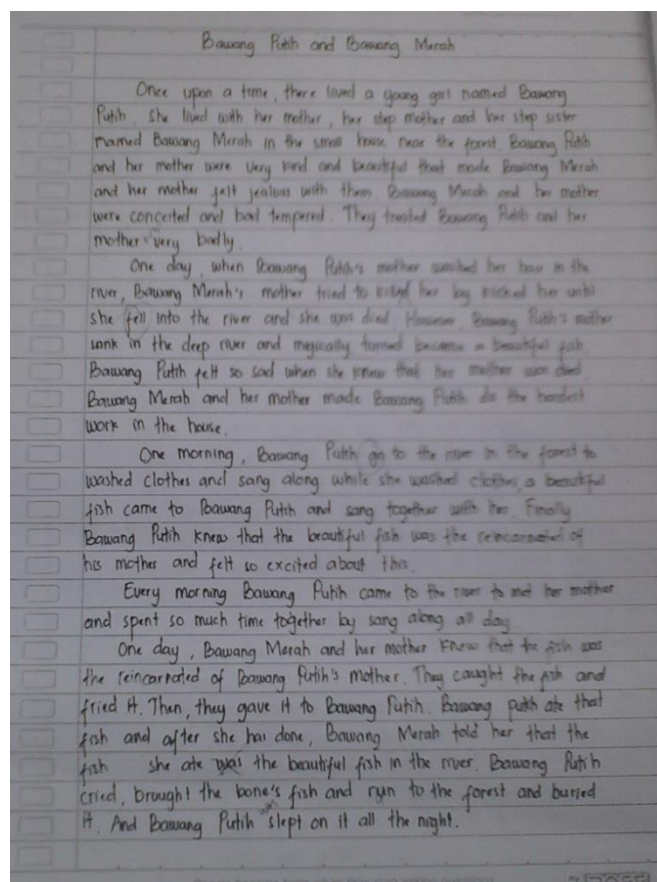 Bawang Putih and Bawang Merah
Once upon a time, there lived a young girl named Bawang
Putih. She lived with her mother, her step mother and her step sister
named Bawang Merah in the small house near the forest. Bawang Putih
and her mother were very kind and beautiful that made Bawang Merah
and her mother felt jealous with them. Bawang Merah and her mother
were conceited and bad tempered. They treated Bawang Putih and her
mother very badly.
One day, when Bawang Putih's mother washed her hair in the
river, Bawang Merah's mother tried to killed her by kicked her until
she fell into the river and she was died. However, Bawang Putih's mother
sank in the deep river and magically turned became a beautiful fish
Bawang Putih felt so sad when she knew that her mother was died
Bawang Merah and her mother made Bawang Putih do the hardest
work in the house.
One morning, Bawang Putih go to the river in the forest to
washed clothes and sang along while she washed clothes, a beautiful
fish came to Bawang Putih and sang together with her. Finally
Bawang Putih knew that the beautiful fish was the reincarnated of
his mother and felt so excited about this.
Every morning Bawang Putih came to the river to met her mother
and spent so much time together by sang along all day.
One day, Bawang Merah and her mother knew that the fish was
the reincarnated of Bawang Putih's mother. They caught the fish and
fried it. Then, they gave it to Bawang Putih. Bawang putih ate that
fish and after she has done, Bawang Merah told her that the
fish she ate was the beautiful fish in the river. Bawang Putih
cried, brought the bone's fish and run to the forest and buried
it. And Bawang Putih was slept on it all the night.